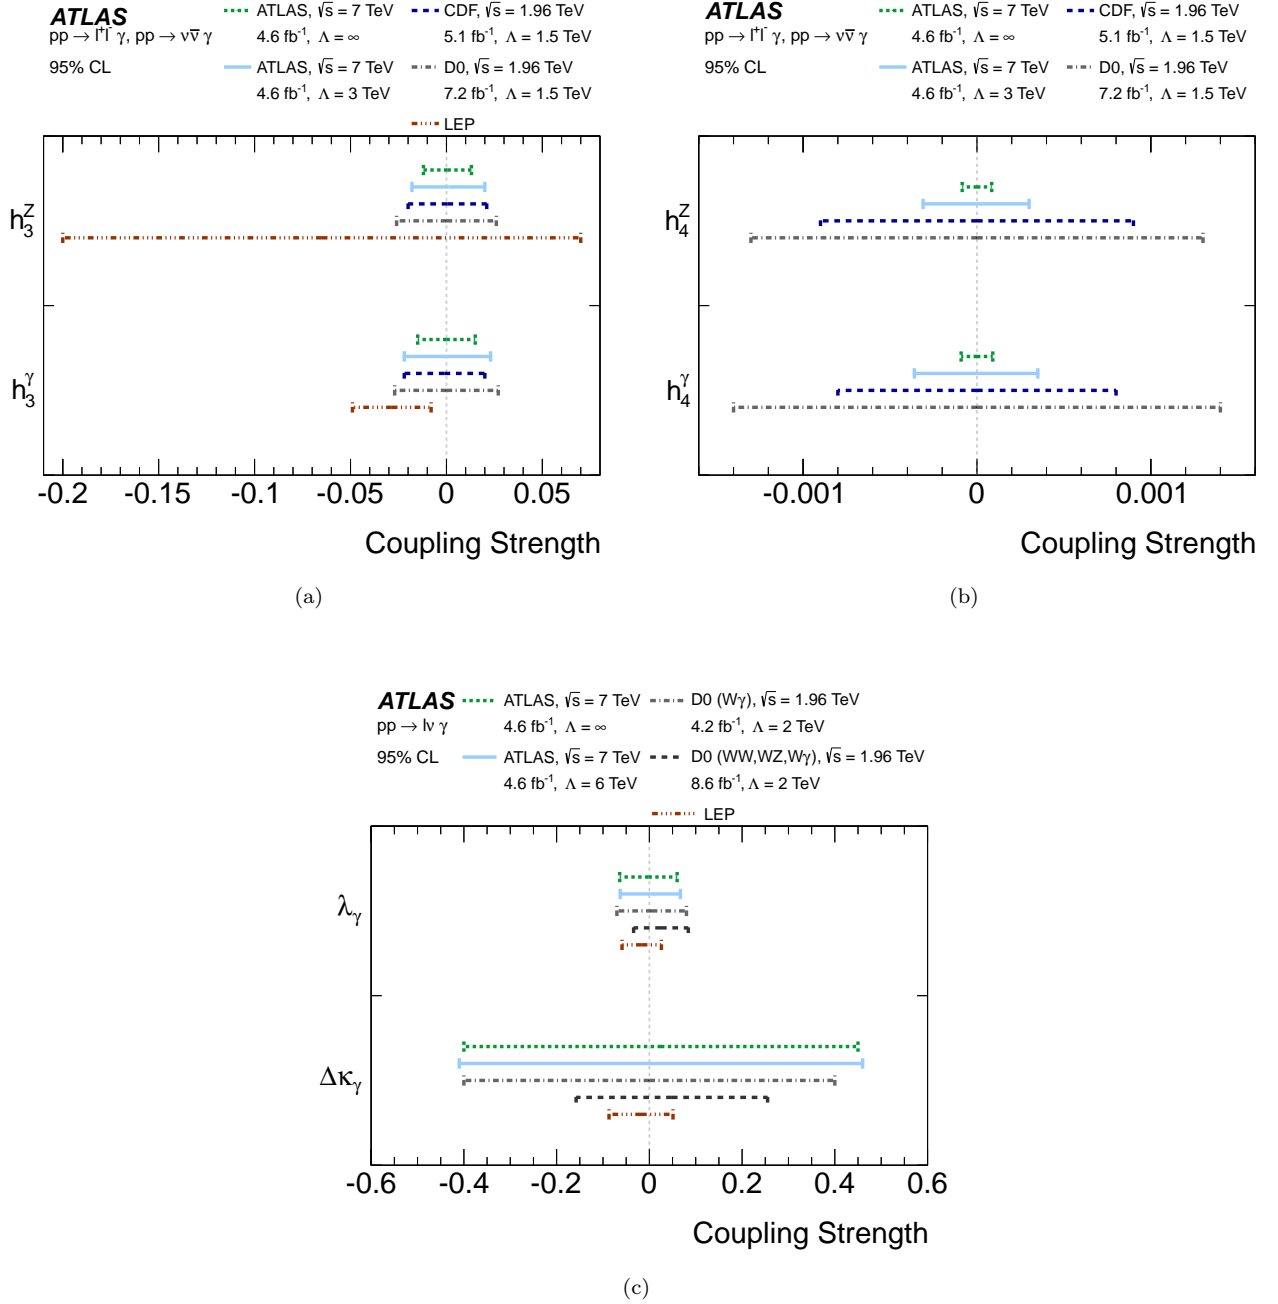 ATLAS
pp → l⁺l⁻ γ, pp → νν̅ γ
95% CL
ATLAS, √s = 7 TeV
4.6 fb⁻¹, Λ = ∞
ATLAS, √s = 7 TeV
4.6 fb⁻¹, Λ = 3 TeV
CDF, √s = 1.96 TeV
5.1 fb⁻¹, Λ = 1.5 TeV
D0, √s = 1.96 TeV
7.2 fb⁻¹, Λ = 1.5 TeV
LEP
h₃ᶻ
h₃ᵞ
-0.2 -0.15 -0.1 -0.05 0 0.05
Coupling Strength
(a)
ATLAS
pp → l⁺l⁻ γ, pp → νν̅ γ
95% CL
ATLAS, √s = 7 TeV
4.6 fb⁻¹, Λ = ∞
ATLAS, √s = 7 TeV
4.6 fb⁻¹, Λ = 3 TeV
CDF, √s = 1.96 TeV
5.1 fb⁻¹, Λ = 1.5 TeV
D0, √s = 1.96 TeV
7.2 fb⁻¹, Λ = 1.5 TeV
h₄ᶻ
h₄ᵞ
-0.001 0 0.001
Coupling Strength
(b)
ATLAS
pp → lν γ
95% CL
ATLAS, √s = 7 TeV
4.6 fb⁻¹, Λ = ∞
ATLAS, √s = 7 TeV
4.6 fb⁻¹, Λ = 6 TeV
D0 (Wγ), √s = 1.96 TeV
4.2 fb⁻¹, Λ = 2 TeV
D0 (WW,WZ,Wγ), √s = 1.96 TeV
8.6 fb⁻¹, Λ = 2 TeV
LEP
λᵧ
Δκᵧ
-0.6 -0.4 -0.2 0 0.2 0.4 0.6
Coupling Strength
(c)